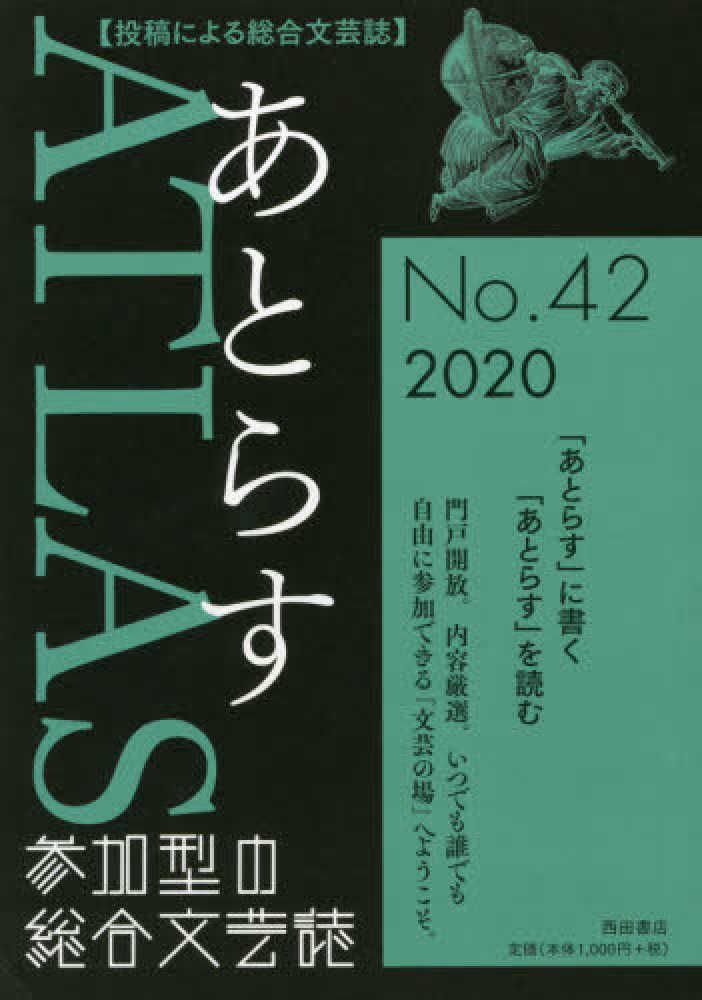 【投稿による総合文芸誌】
あとらす
ATLAS
No.42
2020
「あとらす」に書く
「あとらす」を読む
門戸開放。内容厳選。いつでも誰でも
自由に参加できる「文芸の場」へようこそ。
参加型の
総合文芸誌
西田書店
定価(本体1,000円+税)